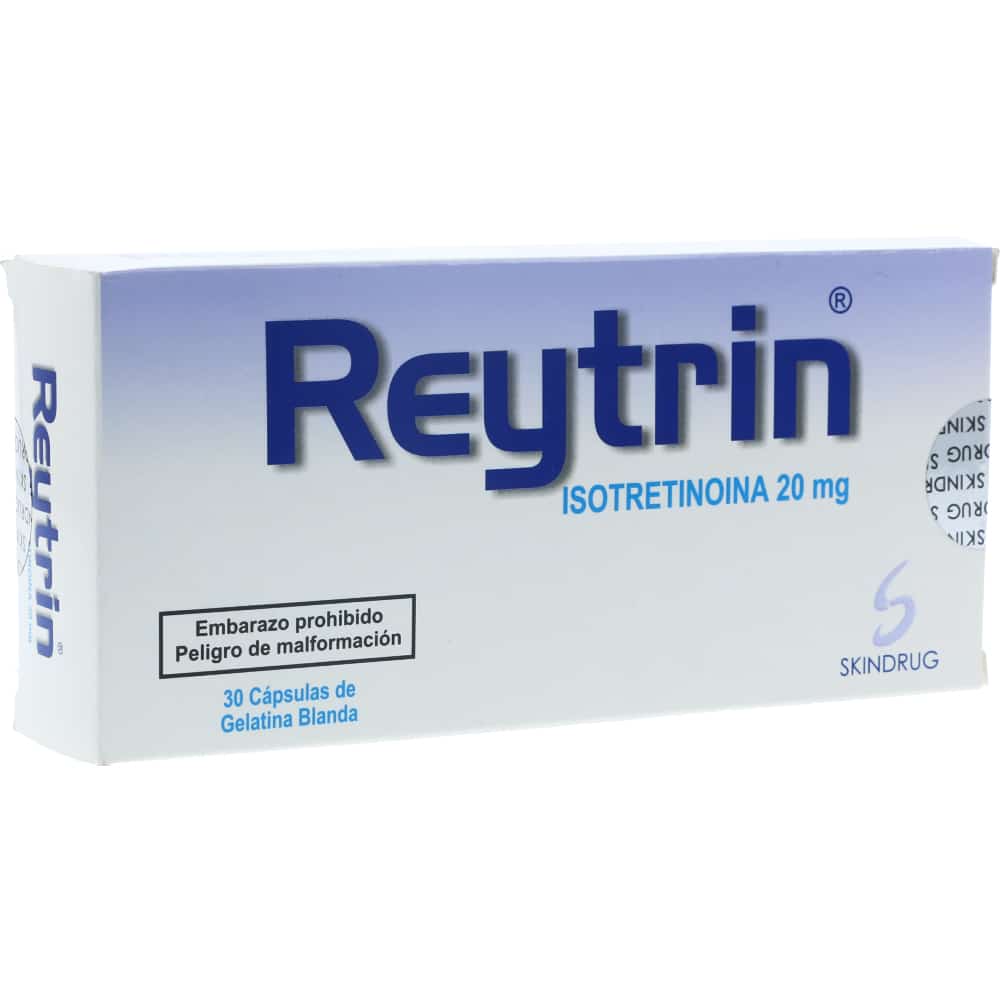 Reytrin®
ISOTRETINOINA 20 mg
Embarazo prohibido
Peligro de malformación
30 Cápsulas de
Gelatina Blanda
SKINDRUG
Reytrin®